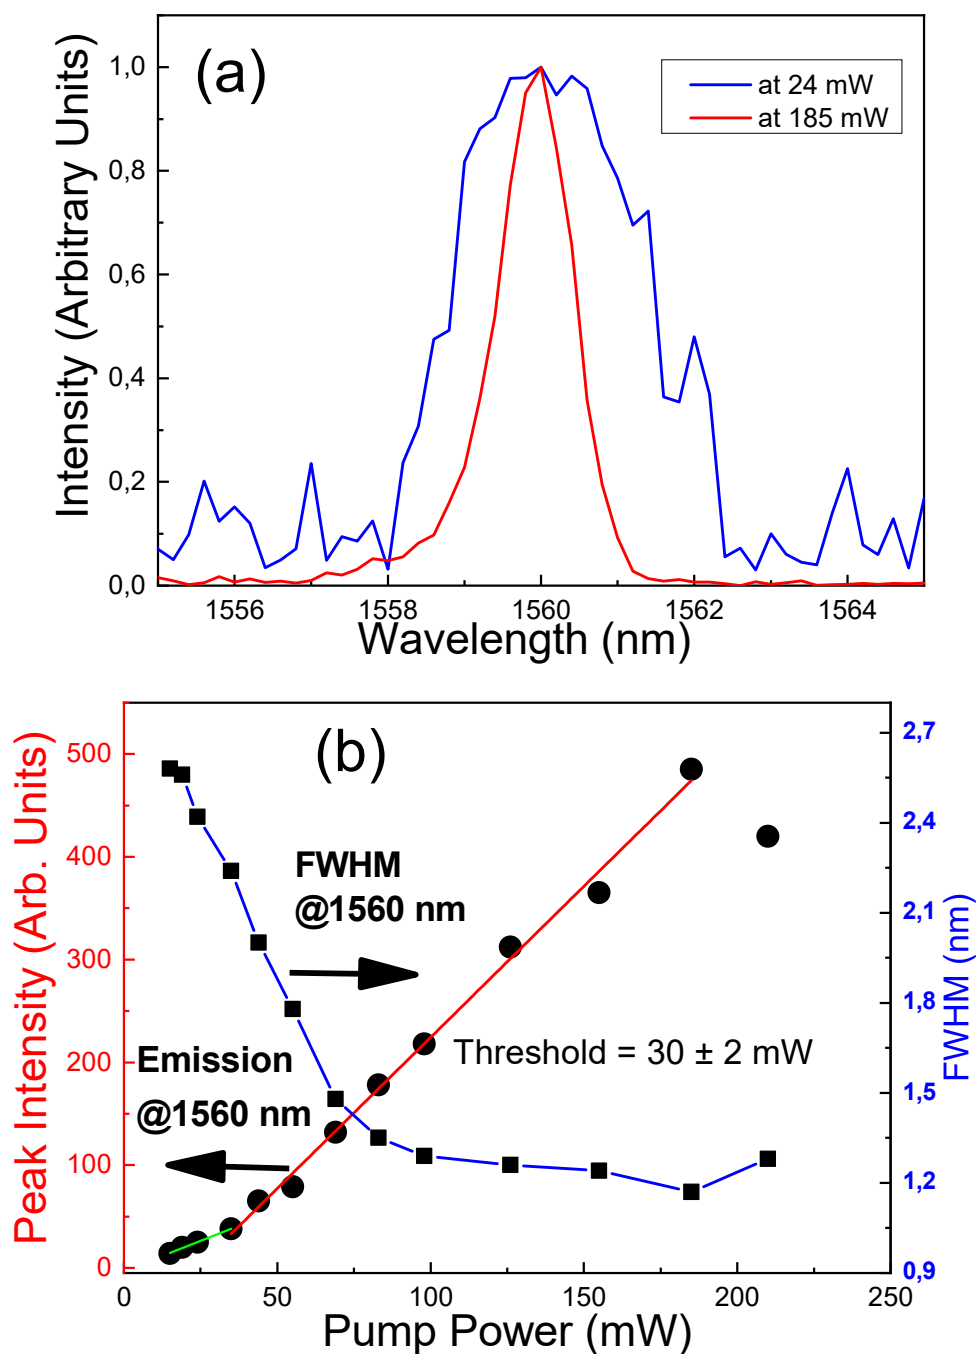 (a)
at 24 mW
at 185 mW
Intensity (Arbitrary Units)
1,0
0,8
0,6
0,4
0,2
0,0
1556 1558 1560 1562 1564
Wavelength (nm)
(b)
Peak Intensity (Arb. Units)
500
400
300
200
100
0
FWHM
@1560 nm
Emission
@1560 nm
Threshold = 30 ± 2 mW
2,7
2,4
2,1
1,8
1,5
1,2
0,9
FWHM (nm)
0 50 100 150 200 250
Pump Power (mW)